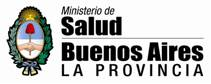 Ministerio de
Salud
Buenos Aires
LA PROVINCIA